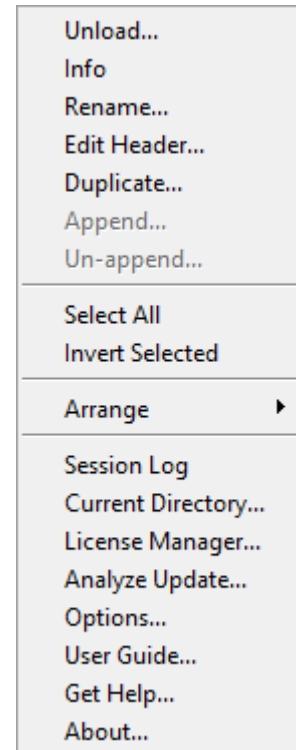 Unload...
Info
Rename...
Edit Header...
Duplicate...
Append...
Un-append...
Select All
Invert Selected
Arrange
Session Log
Current Directory...
License Manager...
Analyze Update...
Options...
User Guide...
Get Help...
About...